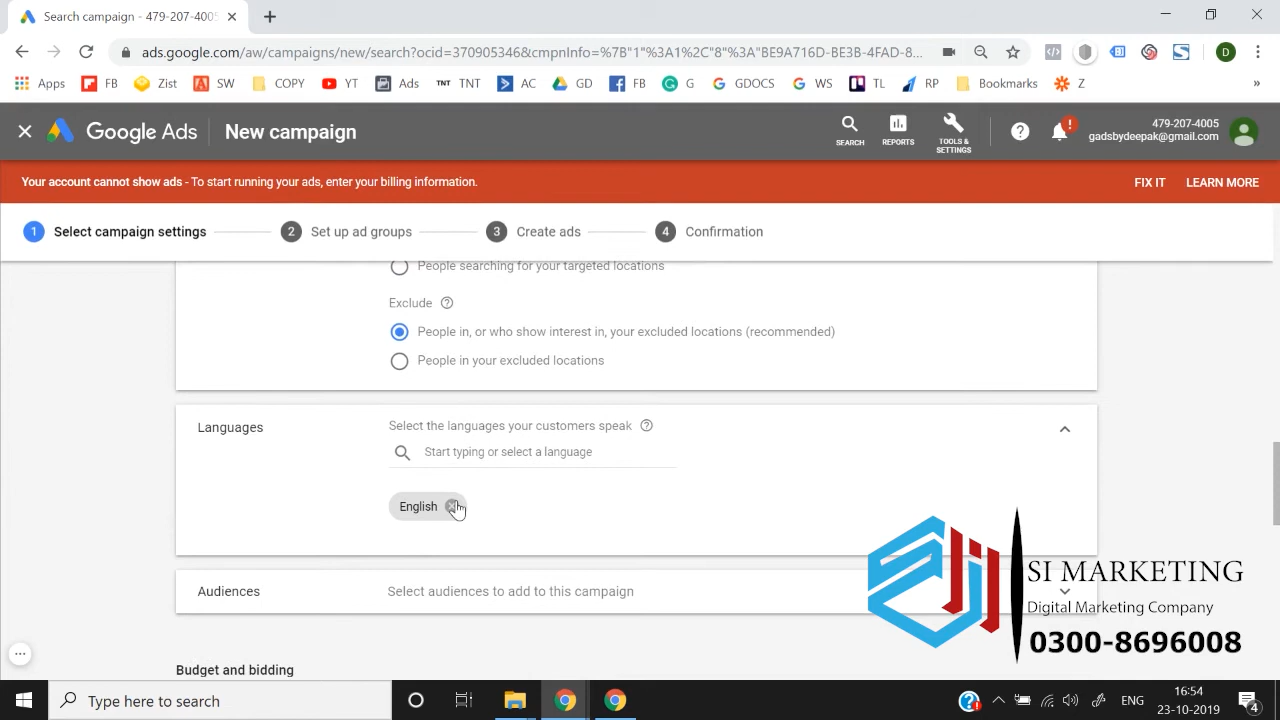 Search campaign - 479-207-4005
ads.google.com/aw/campaigns/new/search?ocid=370905346&cmpnInfo=%7B"1"%3A1%2C"8"%3A"BE9A716D-BE3B-4FAD-8...
D
Apps FB Zist SW COPY YT Ads TNT TNT AC GD FB G GDOCS WS TL RP Bookmarks Z »
Google Ads New campaign
SEARCH REPORTS TOOLS & SETTINGS
479-207-4005
gadsbydeepak@gmail.com
Your account cannot show ads - To start running your ads, enter your billing information. FIX IT LEARN MORE
1 Select campaign settings 2 Set up ad groups 3 Create ads 4 Confirmation
People searching for your targeted locations
Exclude
People in, or who show interest in, your excluded locations (recommended)
People in your excluded locations
Languages Select the languages your customers speak
Start typing or select a language
English
Audiences Select audiences to add to this campaign
SI MARKETING
Digital Marketing Company
0300-8696008
Budget and bidding
Type here to search
ENG
16:54
23-10-2019
4